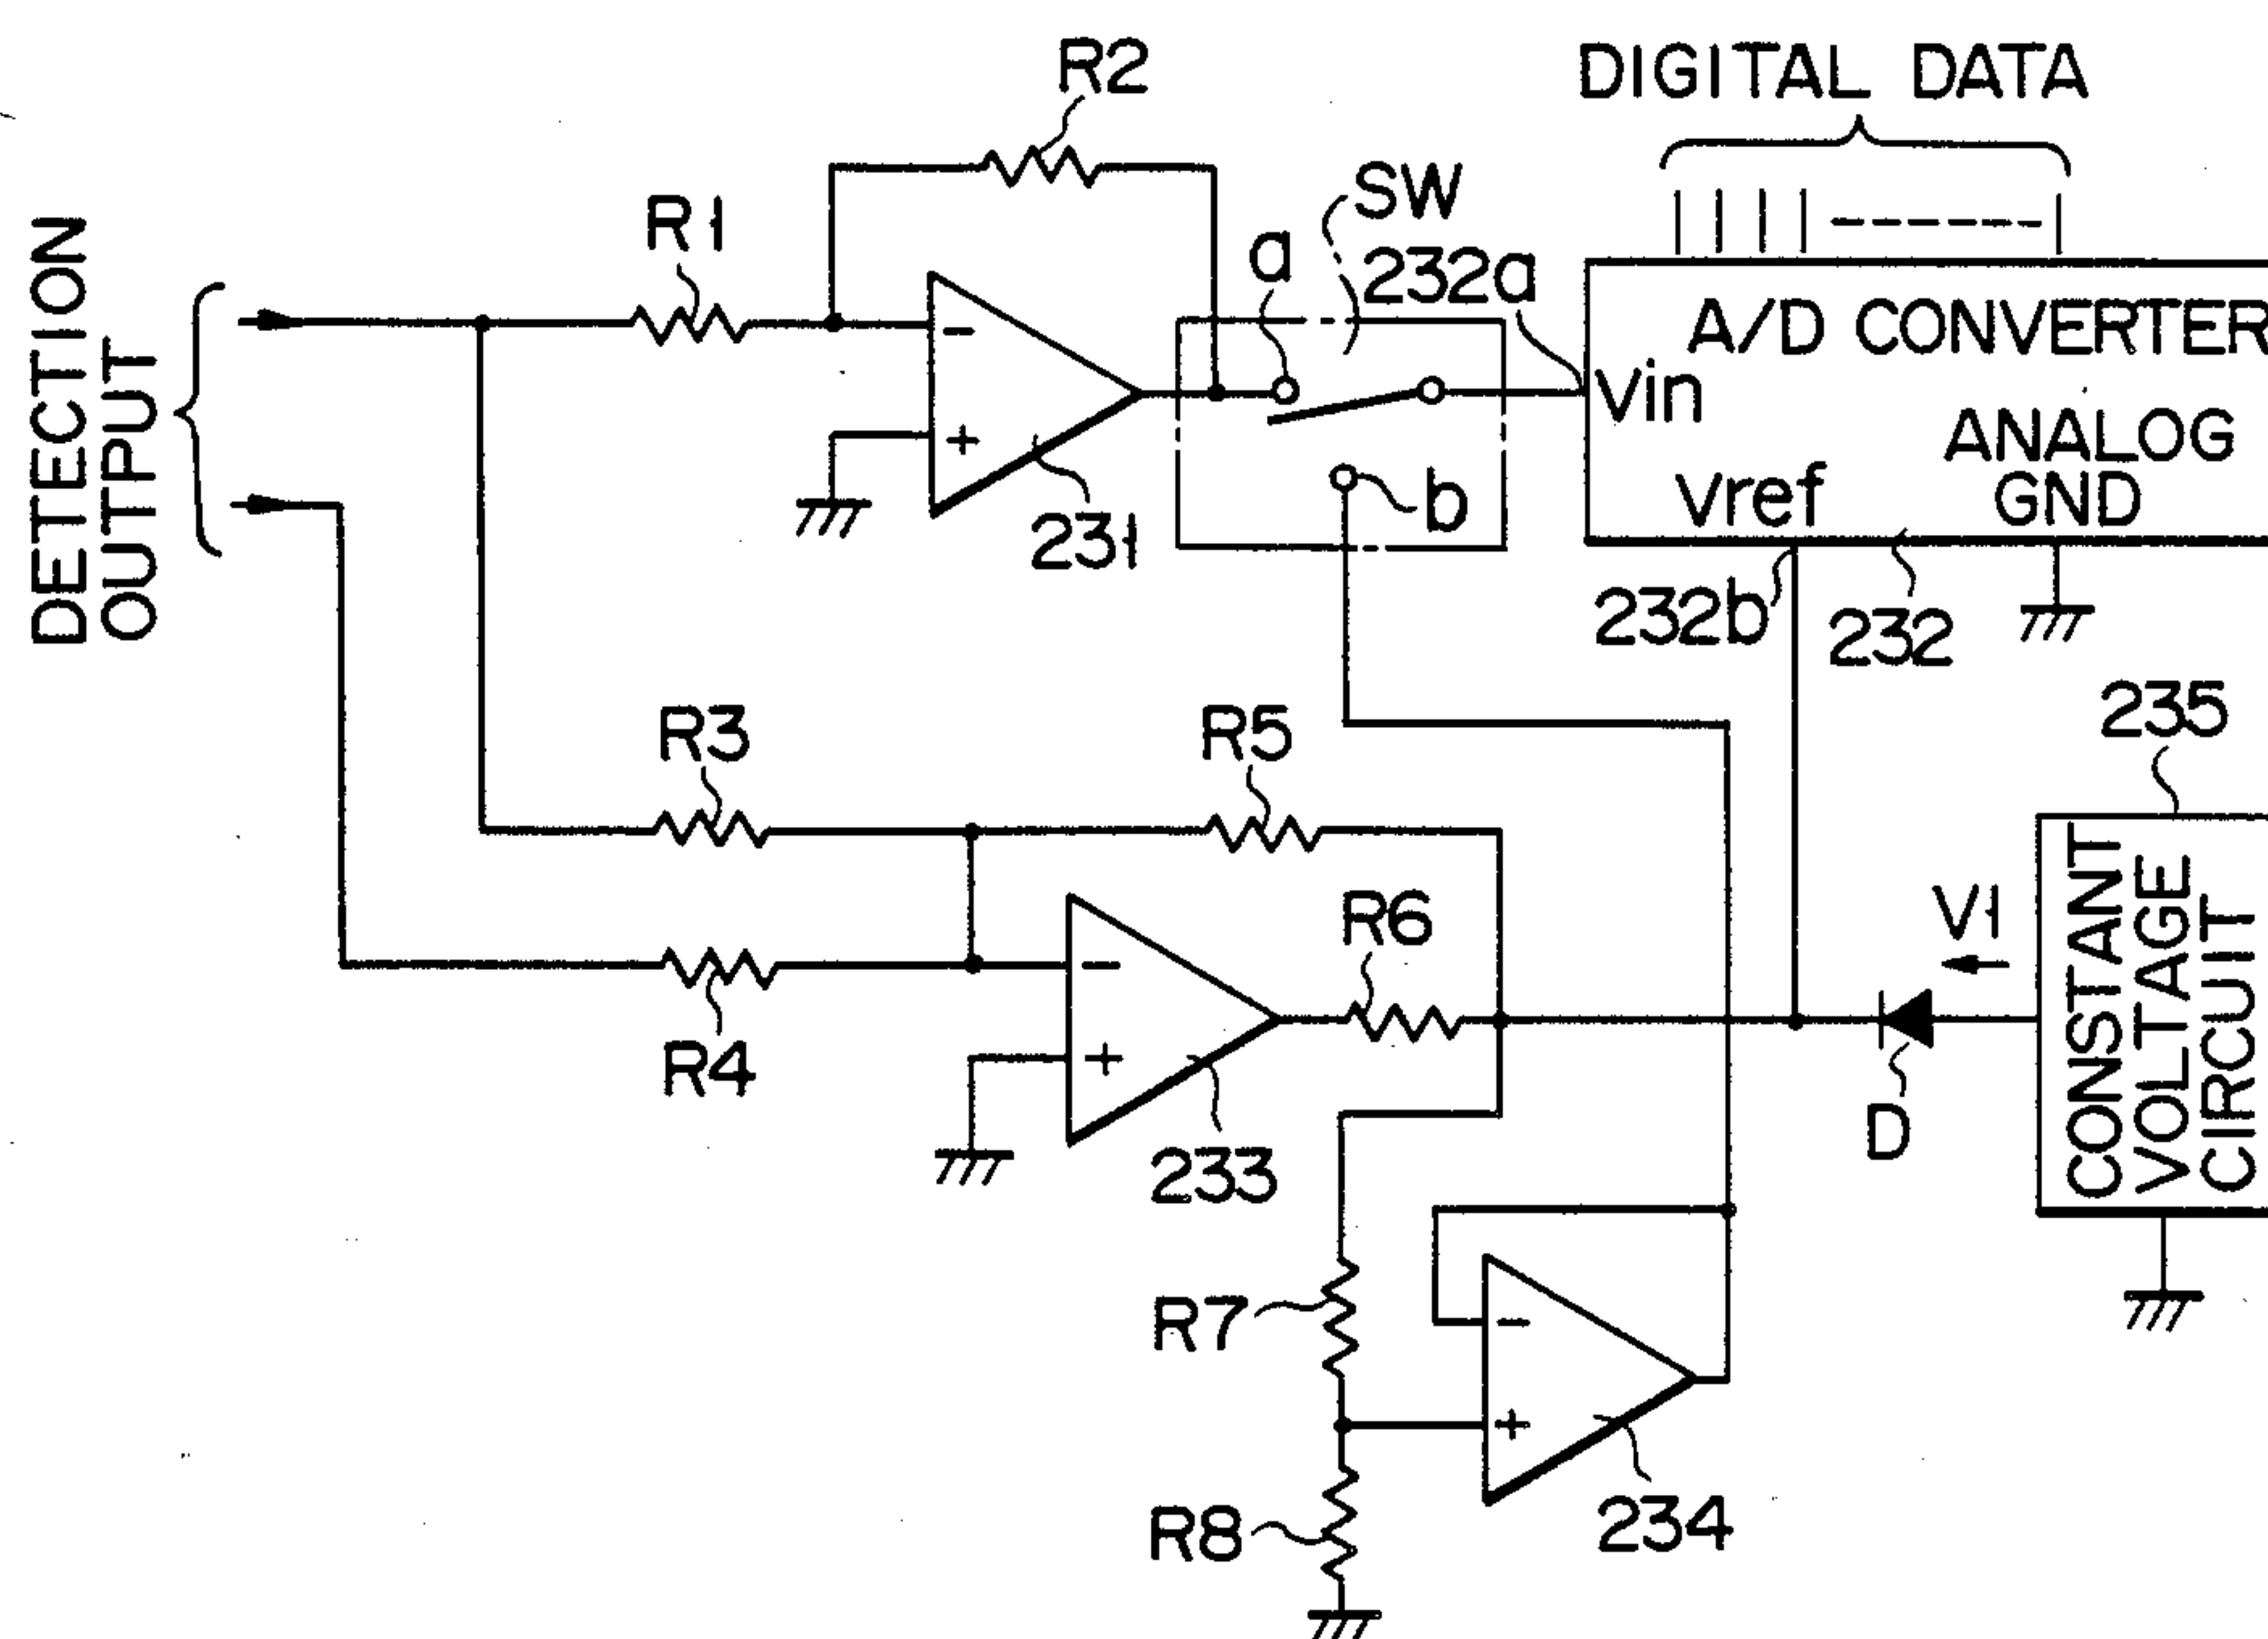 R2
DIGITAL DATA
R1
SW
a
232a
DETECTION
OUTPUT
A/D CONVERTER
Vin
ANALOG
GND
Vref
-
+
231
b
232b
232
235
R3
R5
R6
V1
CONSTANT
VOLTAGE
CIRCUIT
-
+
R4
D
233
R7
-
+
R8
234